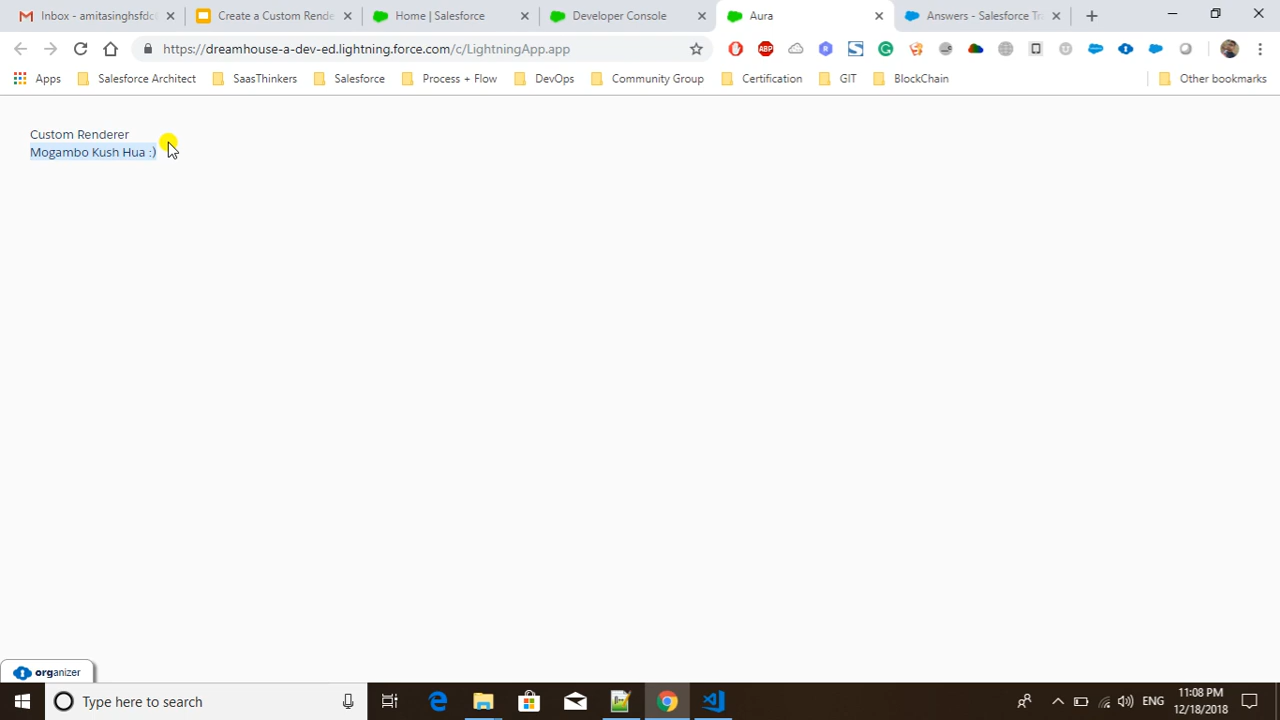 Inbox - amitasinghsfdc
Create a Custom Rende
Home | Salesforce
Developer Console
Aura
Answers - Salesforce Tra
https://dreamhouse-a-dev-ed.lightning.force.com/c/LightningApp.app
ABP
Apps
Salesforce Architect
SaasThinkers
Salesforce
Process + Flow
DevOps
Community Group
Certification
GIT
BlockChain
Other bookmarks
Custom Renderer
Mogambo Kush Hua :)
organizer
Type here to search
ENG
11:08 PM
12/18/2018